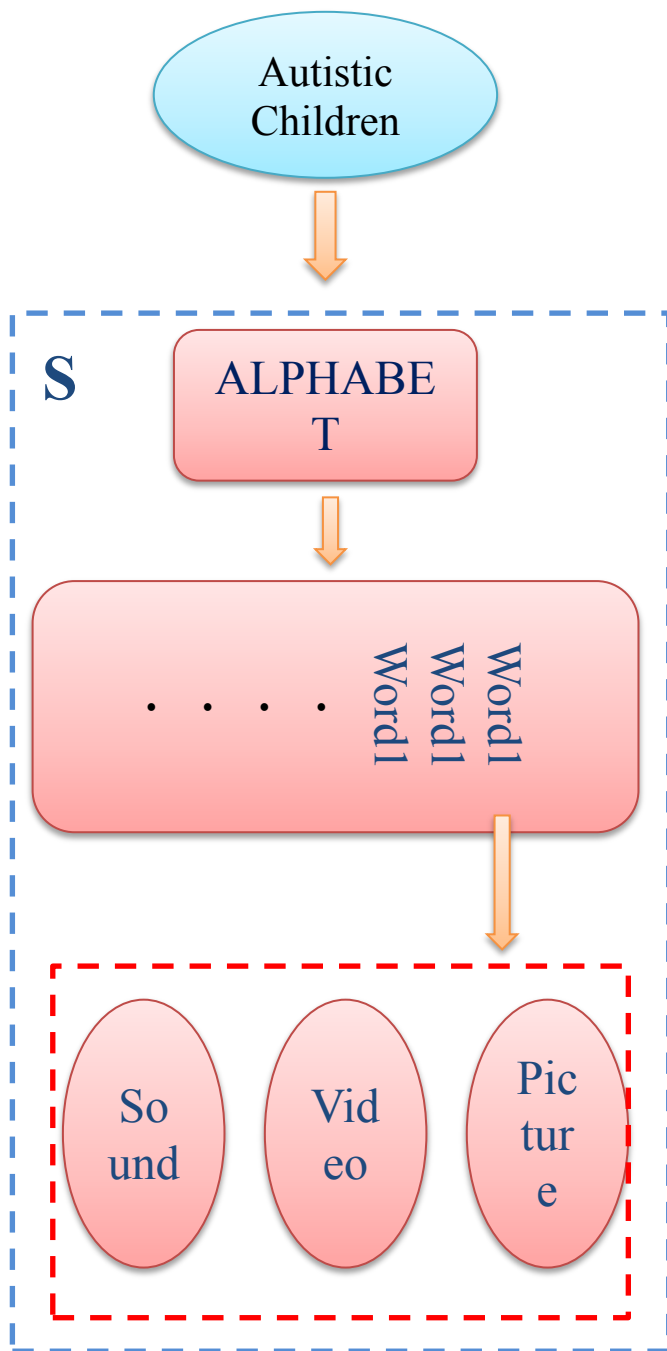 Autistic
Children
S
ALPHABE
T
. . . .
Word1
Word1
Word1
So
und
Vid
eo
Pic
tur
e